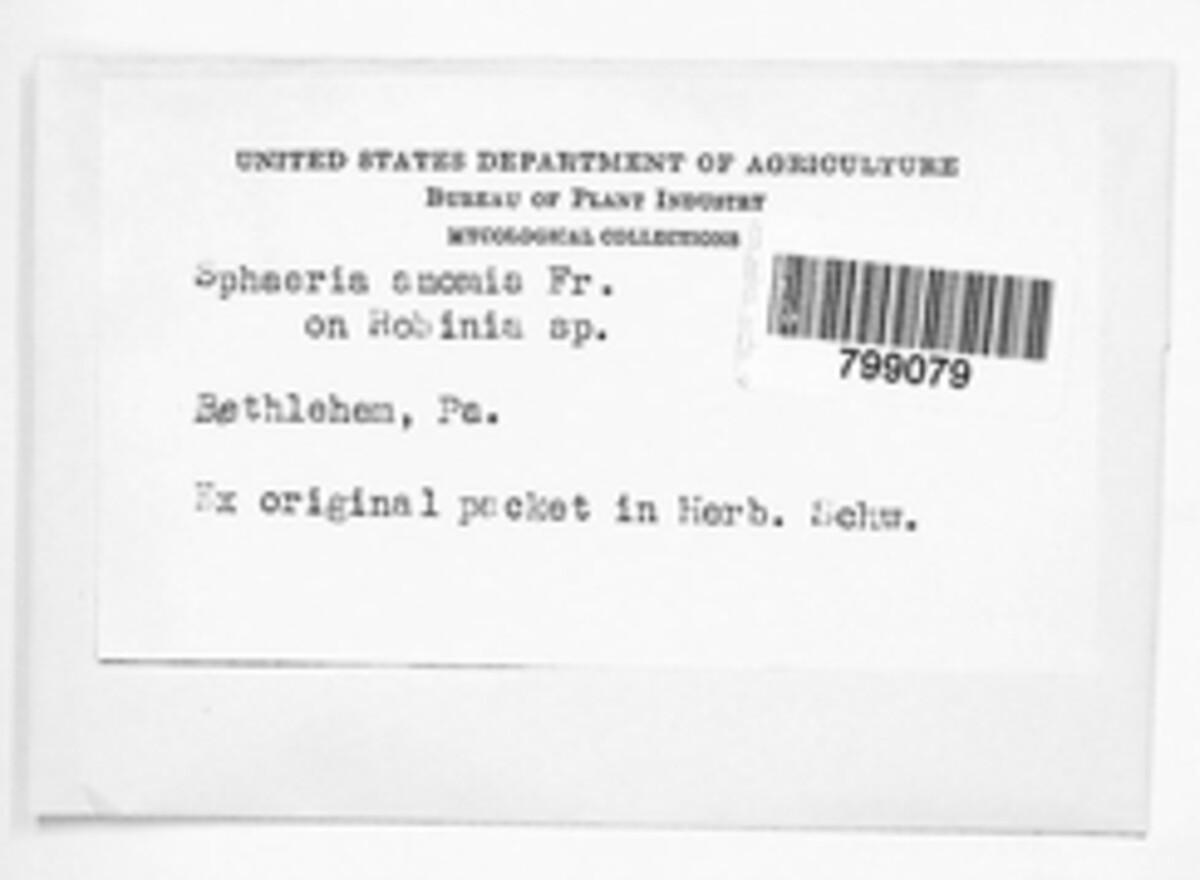 UNITED STATES DEPARTMENT OF AGRICULTURE
BUREAU OF PLANT INDUSTRY
MYCOLOGICAL COLLECTIONS
Sphaeria Fr.
on Robinia sp.
799079
Bethlehem, Pa.
Ex original packet in Herb. Schw.